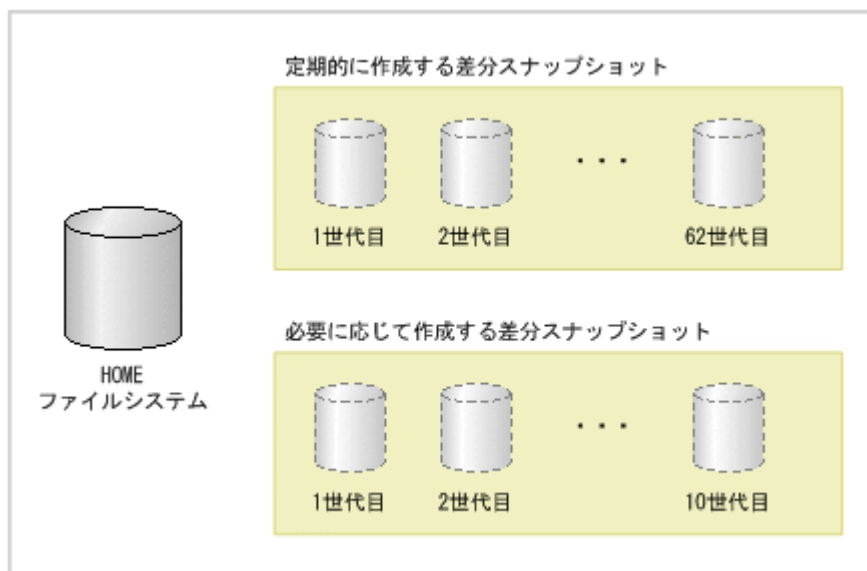 定期的に作成する差分スナップショット
1世代目
2世代目
・・・
62世代目
HOME
ファイルシステム
必要に応じて作成する差分スナップショット
1世代目
2世代目
・・・
10世代目